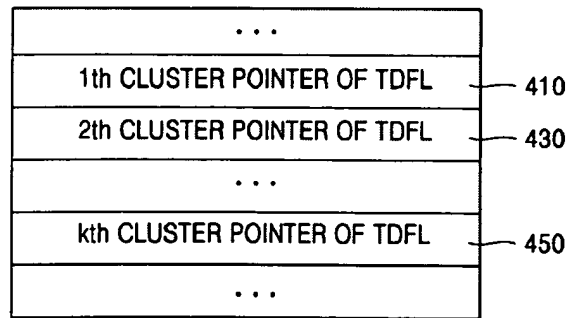 ...
1th CLUSTER POINTER OF TDFL 410
2th CLUSTER POINTER OF TDFL 430
...
kth CLUSTER POINTER OF TDFL 450
...